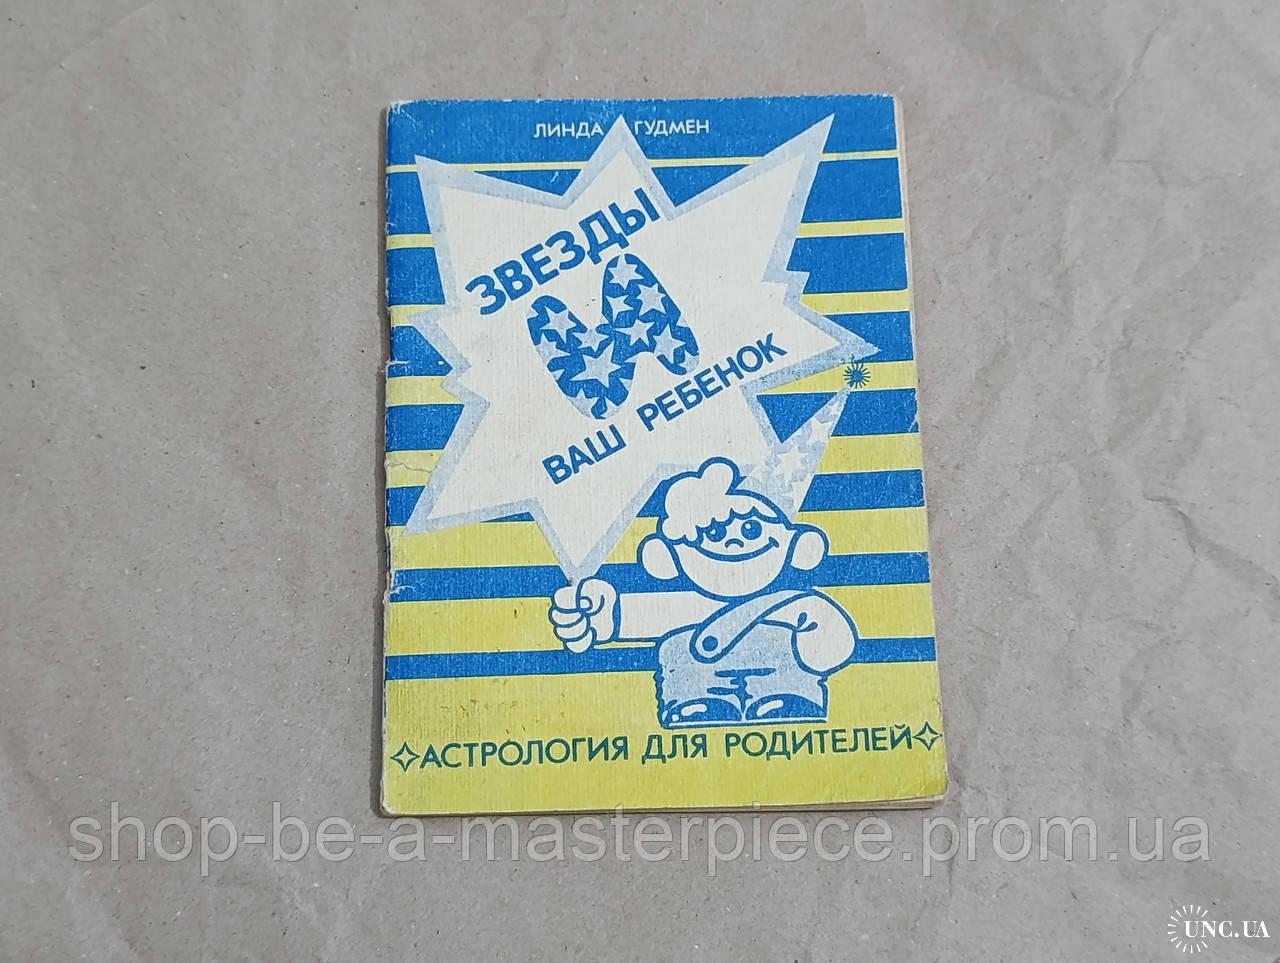 ЛИНДА ГУДМЕН
ЗВЕЗДЫ
И
ВАШ РЕБЕНОК
АСТРОЛОГИЯ ДЛЯ РОДИТЕЛЕЙ
shop-be-a-masterpiece.prom.ua
UNC.UA